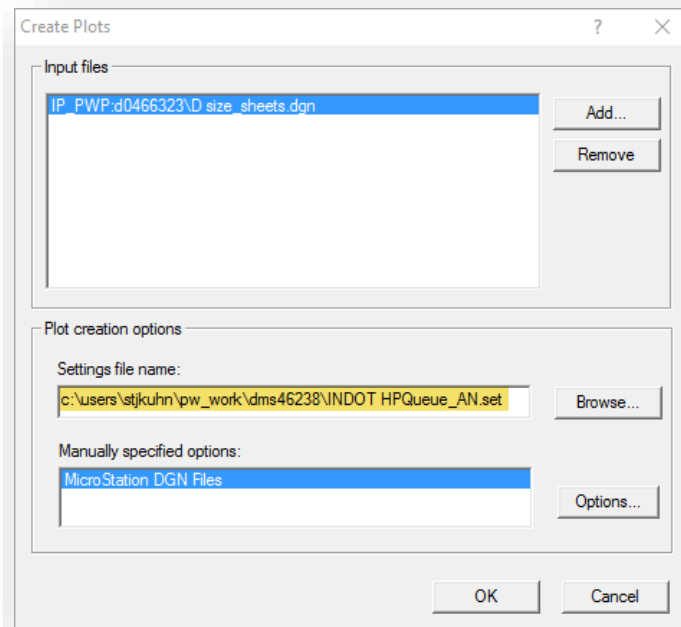 Create Plots
?
Input files
IP_PWP:d0466323\D size_sheets.dgn
Add...
Remove
Plot creation options
Settings file name:
c:\users\stjkuhn\pw_work\dms46238\INDOT HPQueue_AN.set
Browse...
Manually specified options:
MicroStation DGN Files
Options...
OK
Cancel